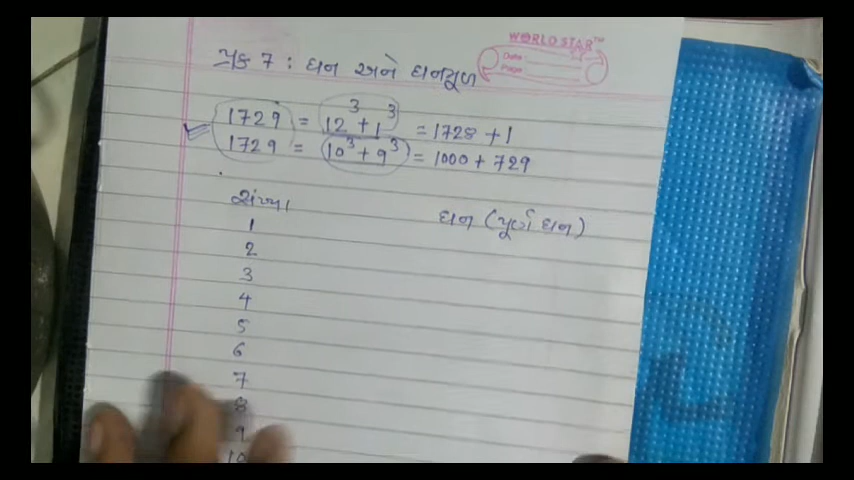 WORLD STAR™
Date:
Page:
પ્રક 7 : ઘન અને ઘનમૂળ
1729 = 12³ + 1³ = 1728 + 1
1729 = 10³ + 9³ = 1000 + 729
સંખ્યા ઘન (પૂર્ણ ઘન)
1
2
3
4
5
6
7
8
9
10